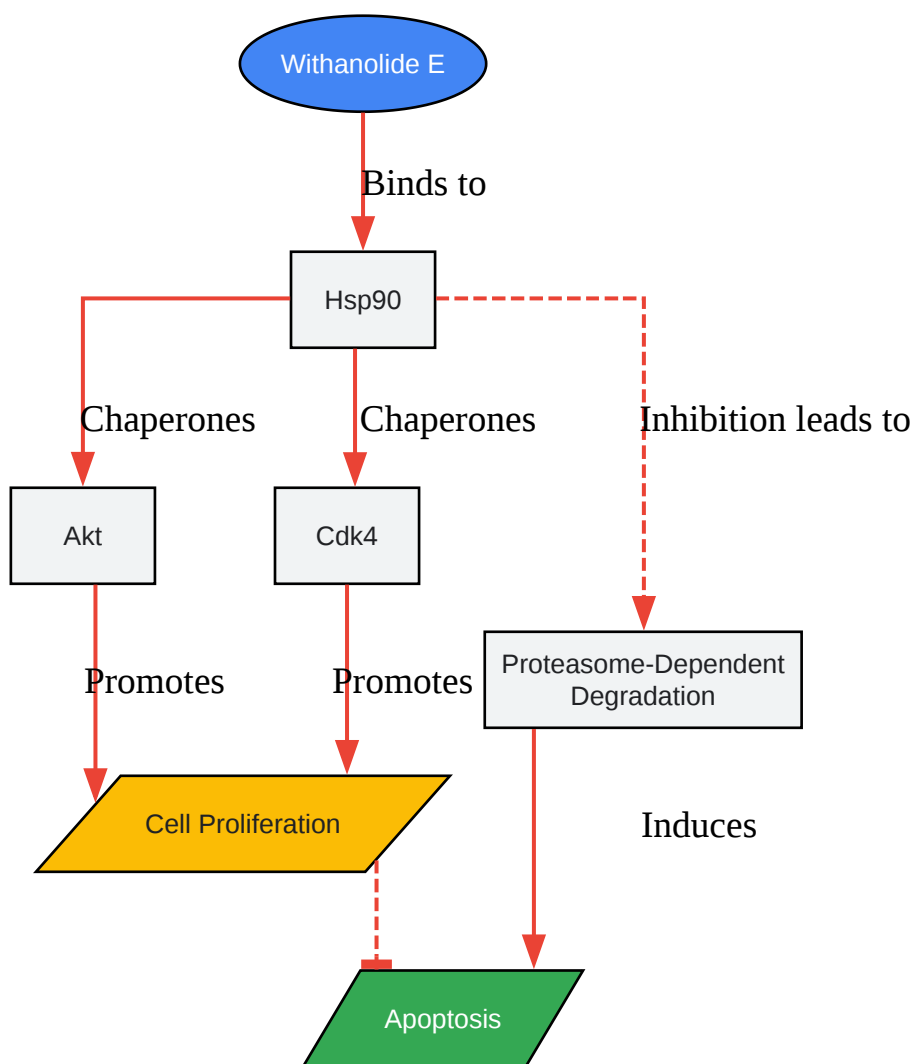 Withanolide E
Binds to
Hsp90
Chaperones
Chaperones
Inhibition leads to
Akt
Cdk4
Proteasome-Dependent
Degradation
Promotes
Promotes
Cell Proliferation
Induces
Apoptosis